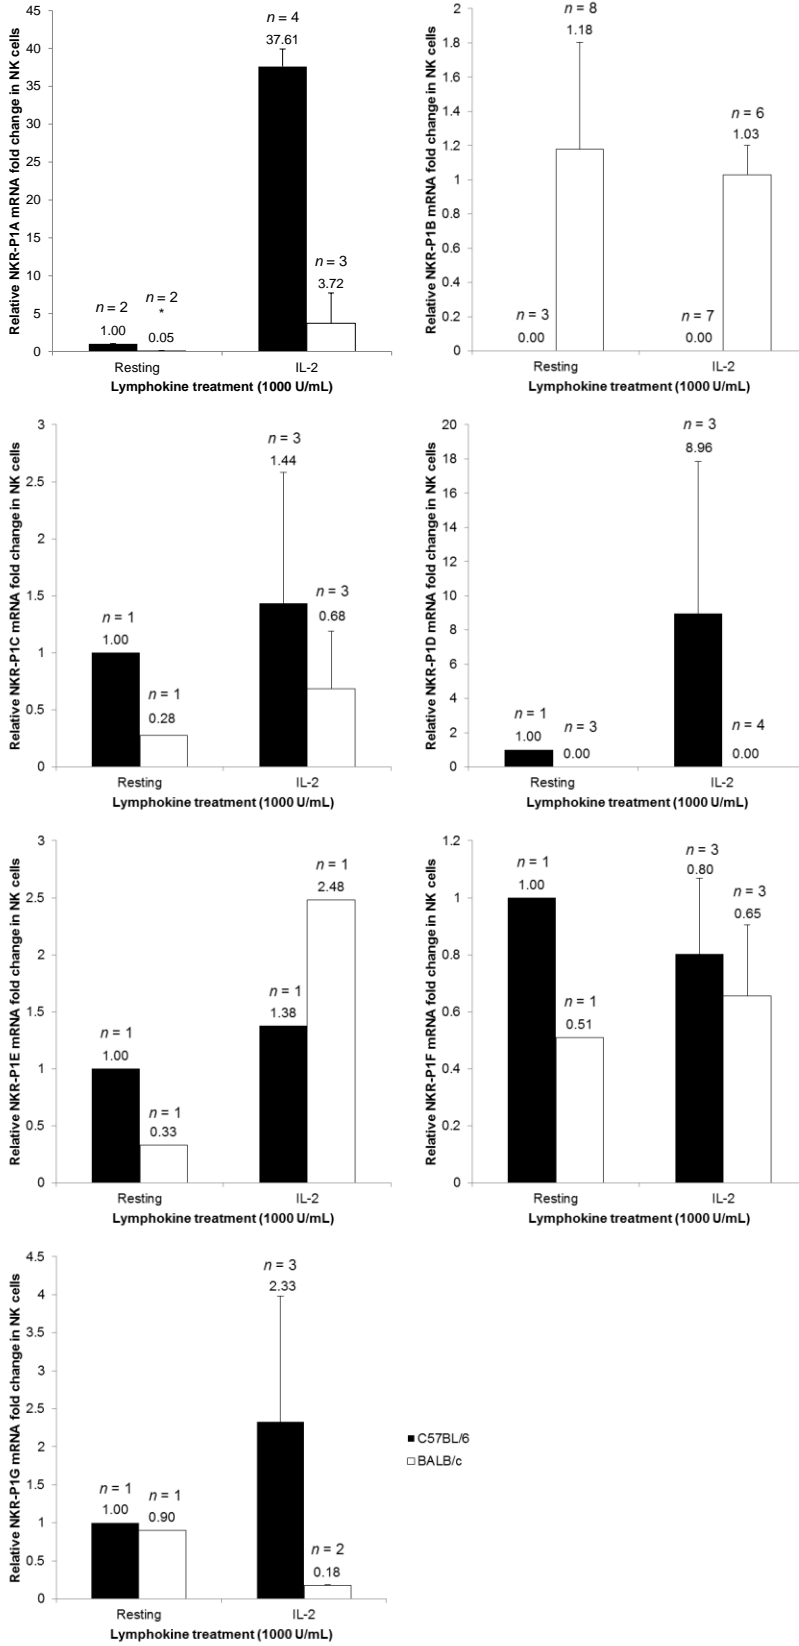 Relative NKR-P1A mRNA fold change in NK cells
45
40
35
30
25
20
15
10
5
0
n = 2
1.00
n = 2
*
0.05
n = 4
37.61
n = 3
3.72
Resting
IL-2
Lymphokine treatment (1000 U/mL)
Relative NKR-P1B mRNA fold change in NK cells
2
1.8
1.6
1.4
1.2
1
0.8
0.6
0.4
0.2
0
n = 3
0.00
n = 8
1.18
n = 7
0.00
n = 6
1.03
Resting
IL-2
Lymphokine treatment (1000 U/mL)
Relative NKR-P1C mRNA fold change in NK cells
3
2.5
2
1.5
1
0.5
0
n = 1
1.00
n = 1
0.28
n = 3
1.44
n = 3
0.68
Resting
IL-2
Lymphokine treatment (1000 U/mL)
Relative NKR-P1D mRNA fold change in NK cells
20
18
16
14
12
10
8
6
4
2
0
n = 1
1.00
n = 3
0.00
n = 3
8.96
n = 4
0.00
Resting
IL-2
Lymphokine treatment (1000 U/mL)
Relative NKR-P1E mRNA fold change in NK cells
3
2.5
2
1.5
1
0.5
0
n = 1
1.00
n = 1
0.33
n = 1
1.38
n = 1
2.48
Resting
IL-2
Lymphokine treatment (1000 U/mL)
Relative NKR-P1F mRNA fold change in NK cells
1.2
1
0.8
0.6
0.4
0.2
0
n = 1
1.00
n = 1
0.51
n = 3
0.80
n = 3
0.65
Resting
IL-2
Lymphokine treatment (1000 U/mL)
Relative NKR-P1G mRNA fold change in NK cells
4.5
4
3.5
3
2.5
2
1.5
1
0.5
0
n = 1
1.00
n = 1
0.90
n = 3
2.33
n = 2
0.18
Resting
IL-2
Lymphokine treatment (1000 U/mL)
C57BL/6
BALB/c